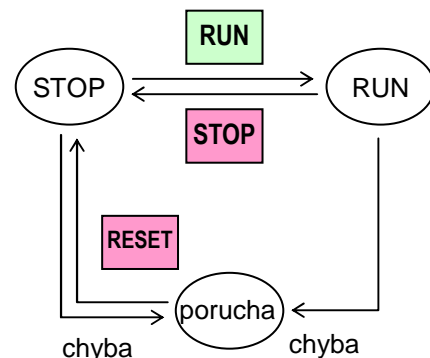 RUN
STOP
RUN
STOP
RESET
porucha
chyba
chyba